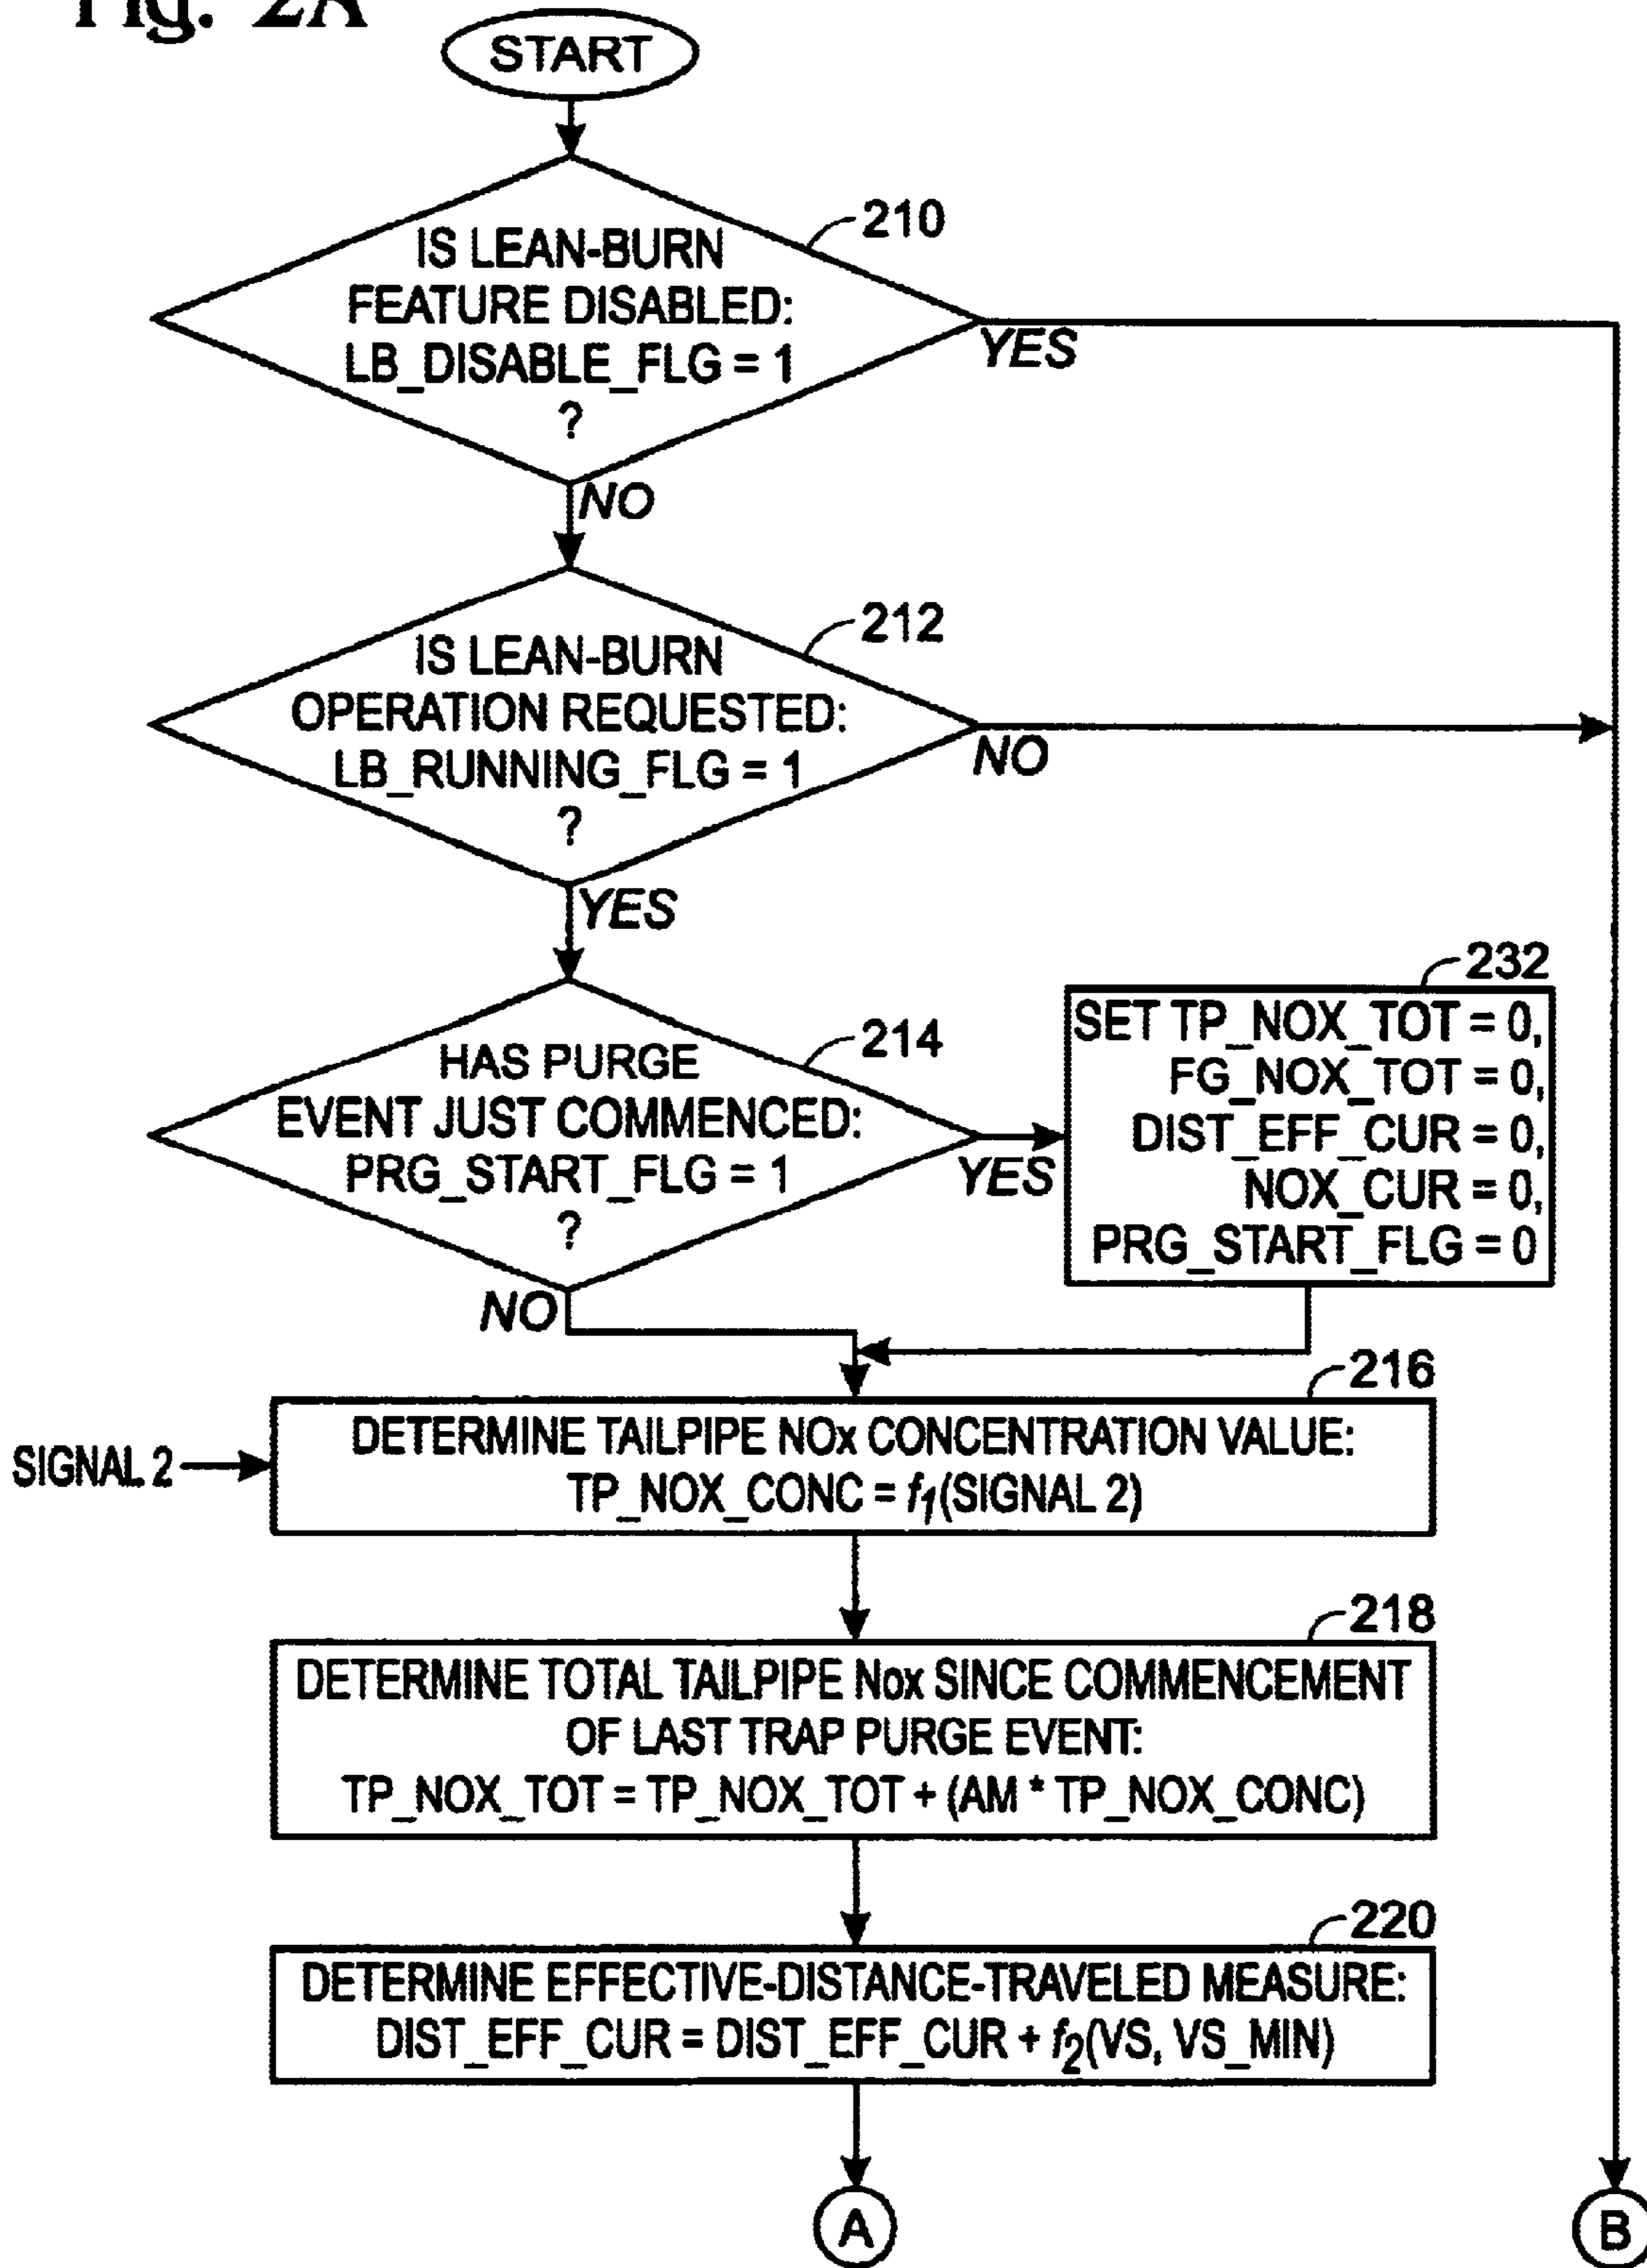 Fig. 2A
START
210
IS LEAN-BURN
FEATURE DISABLED:
LB_DISABLE_FLG = 1
?
YES
NO
212
IS LEAN-BURN
OPERATION REQUESTED:
LB_RUNNING_FLG = 1
?
NO
YES
214
HAS PURGE
EVENT JUST COMMENCED:
PRG_START_FLG = 1
?
YES
NO
232
SET TP_NOX_TOT = 0,
FG_NOX_TOT = 0,
DIST_EFF_CUR = 0,
NOX_CUR = 0,
PRG_START_FLG = 0
216
SIGNAL 2
DETERMINE TAILPIPE NOx CONCENTRATION VALUE:
TP_NOX_CONC = f1(SIGNAL 2)
218
DETERMINE TOTAL TAILPIPE Nox SINCE COMMENCEMENT
OF LAST TRAP PURGE EVENT:
TP_NOX_TOT = TP_NOX_TOT + (AM * TP_NOX_CONC)
220
DETERMINE EFFECTIVE-DISTANCE-TRAVELED MEASURE:
DIST_EFF_CUR = DIST_EFF_CUR + f2(VS, VS_MIN)
A
B